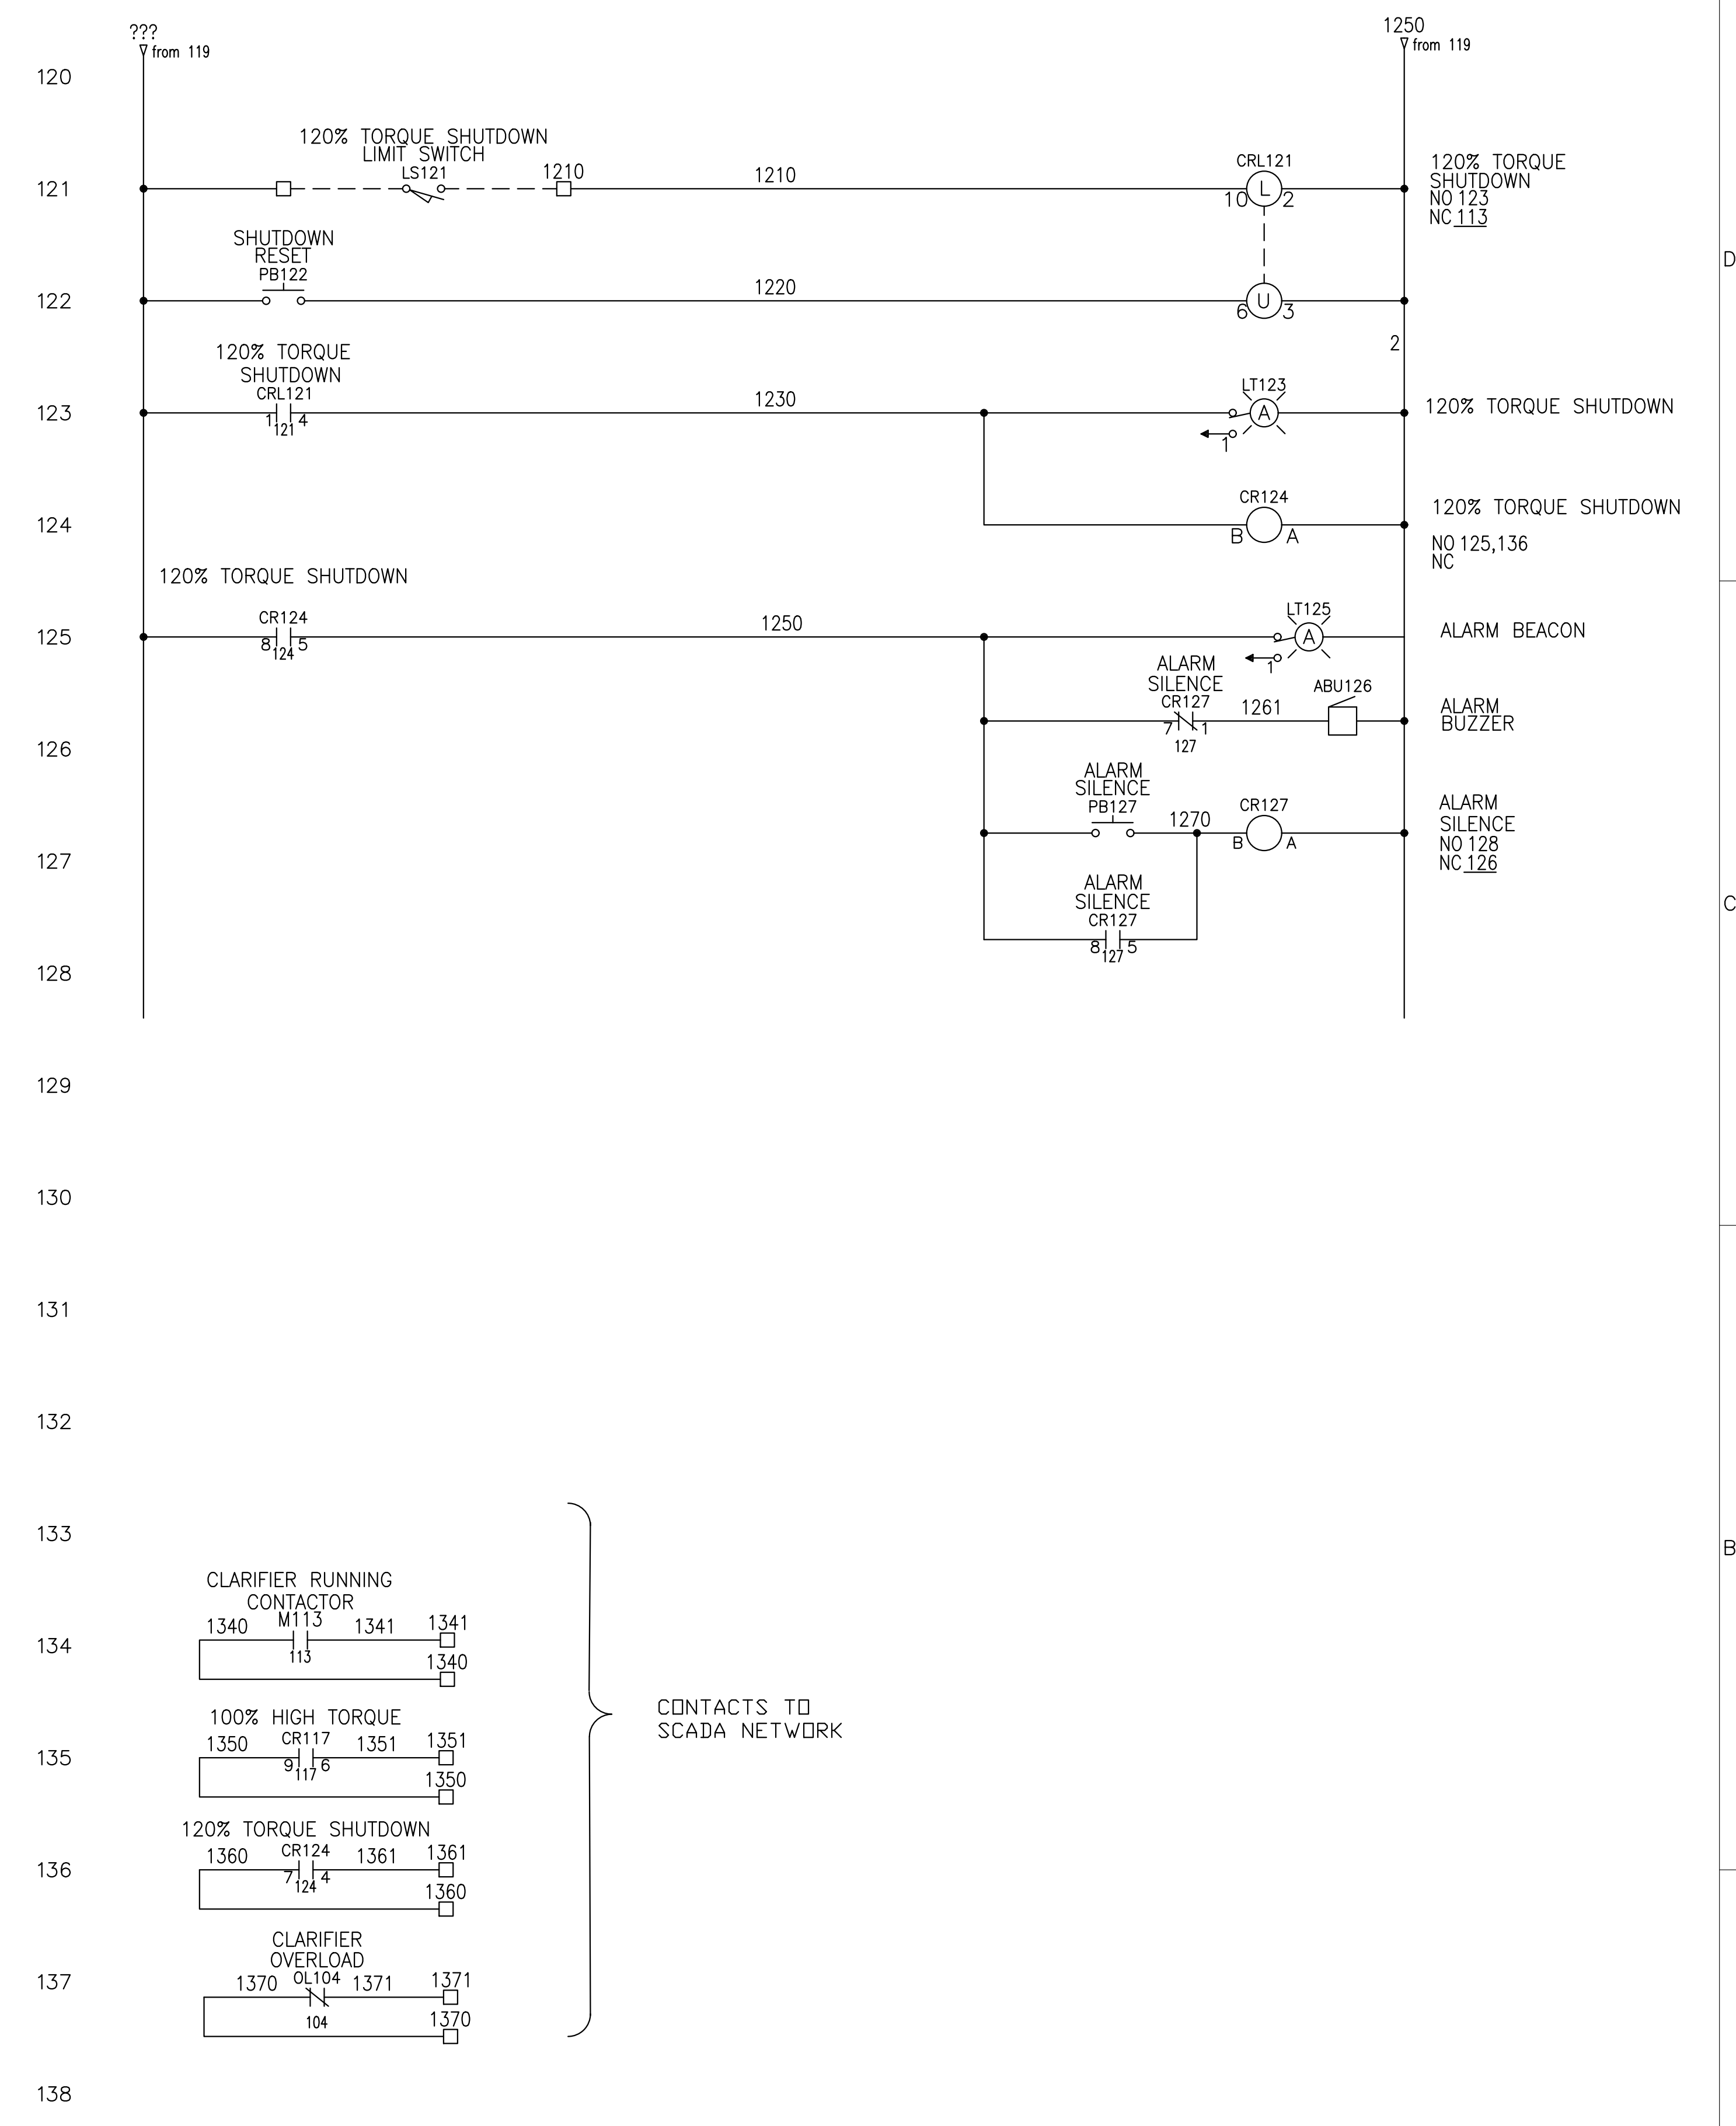 ???
from 119
1250
from 119
120
120% TORQUE SHUTDOWN
LIMIT SWITCH
LS121
1210
1210
CRL121
L
10
2
120% TORQUE
SHUTDOWN
NO 123
NC 113
121
SHUTDOWN
RESET
PB122
1220
U
6
3
122
2
D
120% TORQUE
SHUTDOWN
CRL121
1
4
121
1230
LT123
A
1
120% TORQUE SHUTDOWN
123
CR124
B
A
120% TORQUE SHUTDOWN
NO 125,136
NC
124
120% TORQUE SHUTDOWN
CR124
8
5
124
1250
LT125
A
1
ALARM BEACON
125
ALARM
SILENCE
CR127
7
1
127
1261
ABU126
ALARM
BUZZER
126
ALARM
SILENCE
PB127
1270
CR127
B
A
ALARM
SILENCE
NO 128
NC 126
127
ALARM
SILENCE
CR127
8
5
127
C
128
129
130
131
132
133
B
CLARIFIER RUNNING
CONTACTOR
M113
1340
1341
1341
113
1340
134
100% HIGH TORQUE
CR117
1350
1351
1351
9
6
117
1350
135
CONTACTS TO
SCADA NETWORK
120% TORQUE SHUTDOWN
CR124
1360
1361
1361
7
4
124
1360
136
CLARIFIER
OVERLOAD
OL104
1370
1371
1371
104
1370
137
138